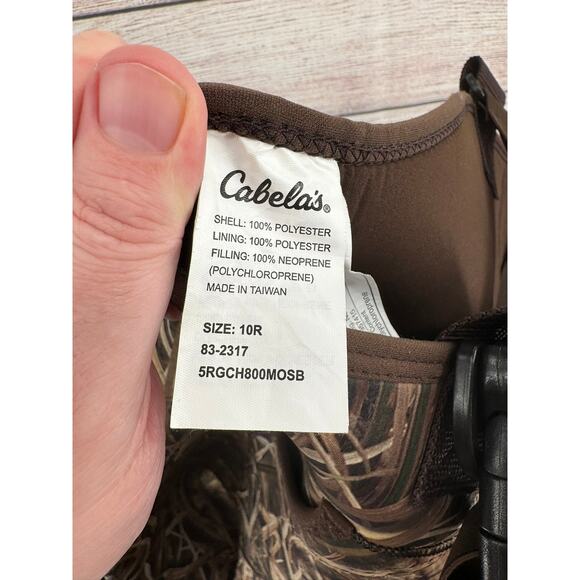 Cabela's®
SHELL: 100% POLYESTER
LINING: 100% POLYESTER
FILLING: 100% NEOPRENE
(POLYCHLOROPRENE)
MADE IN TAIWAN
SIZE: 10R
83-2317
5RGCH800MOSB